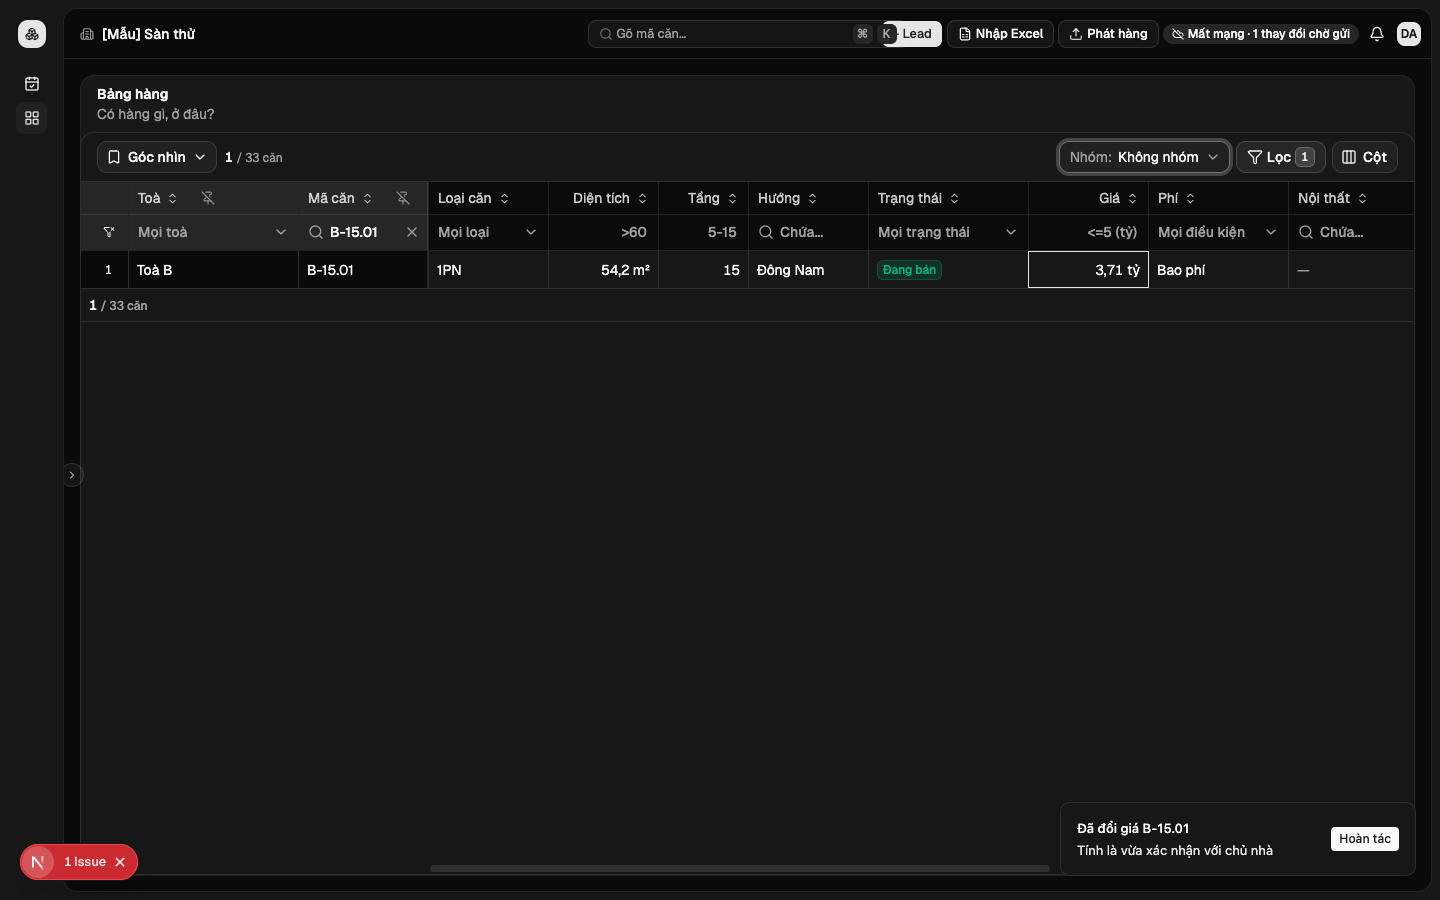 [Mẫu] Sàn thử
Gõ mã căn...
⌘ K
Lead
Nhập Excel
Phát hàng
Mất mạng · 1 thay đổi chờ gửi
DA
Bảng hàng
Có hàng gì, ở đâu?
Góc nhìn
1 / 33 căn
Nhóm: Không nhóm
Lọc 1
Cột
Toà Mã căn Loại căn Diện tích Tầng Hướng Trạng thái Giá Phí Nội thất
Mọi toà B-15.01 Mọi loại >60 5-15 Chứa... Mọi trạng thái <=5 (tỷ) Mọi điều kiện Chứa...
1 Toà B B-15.01 1PN 54,2 m² 15 Đông Nam Đang bán 3,71 tỷ Bao phí —
1 / 33 căn
Đã đổi giá B-15.01
Tính là vừa xác nhận với chủ nhà
Hoàn tác
N 1 Issue